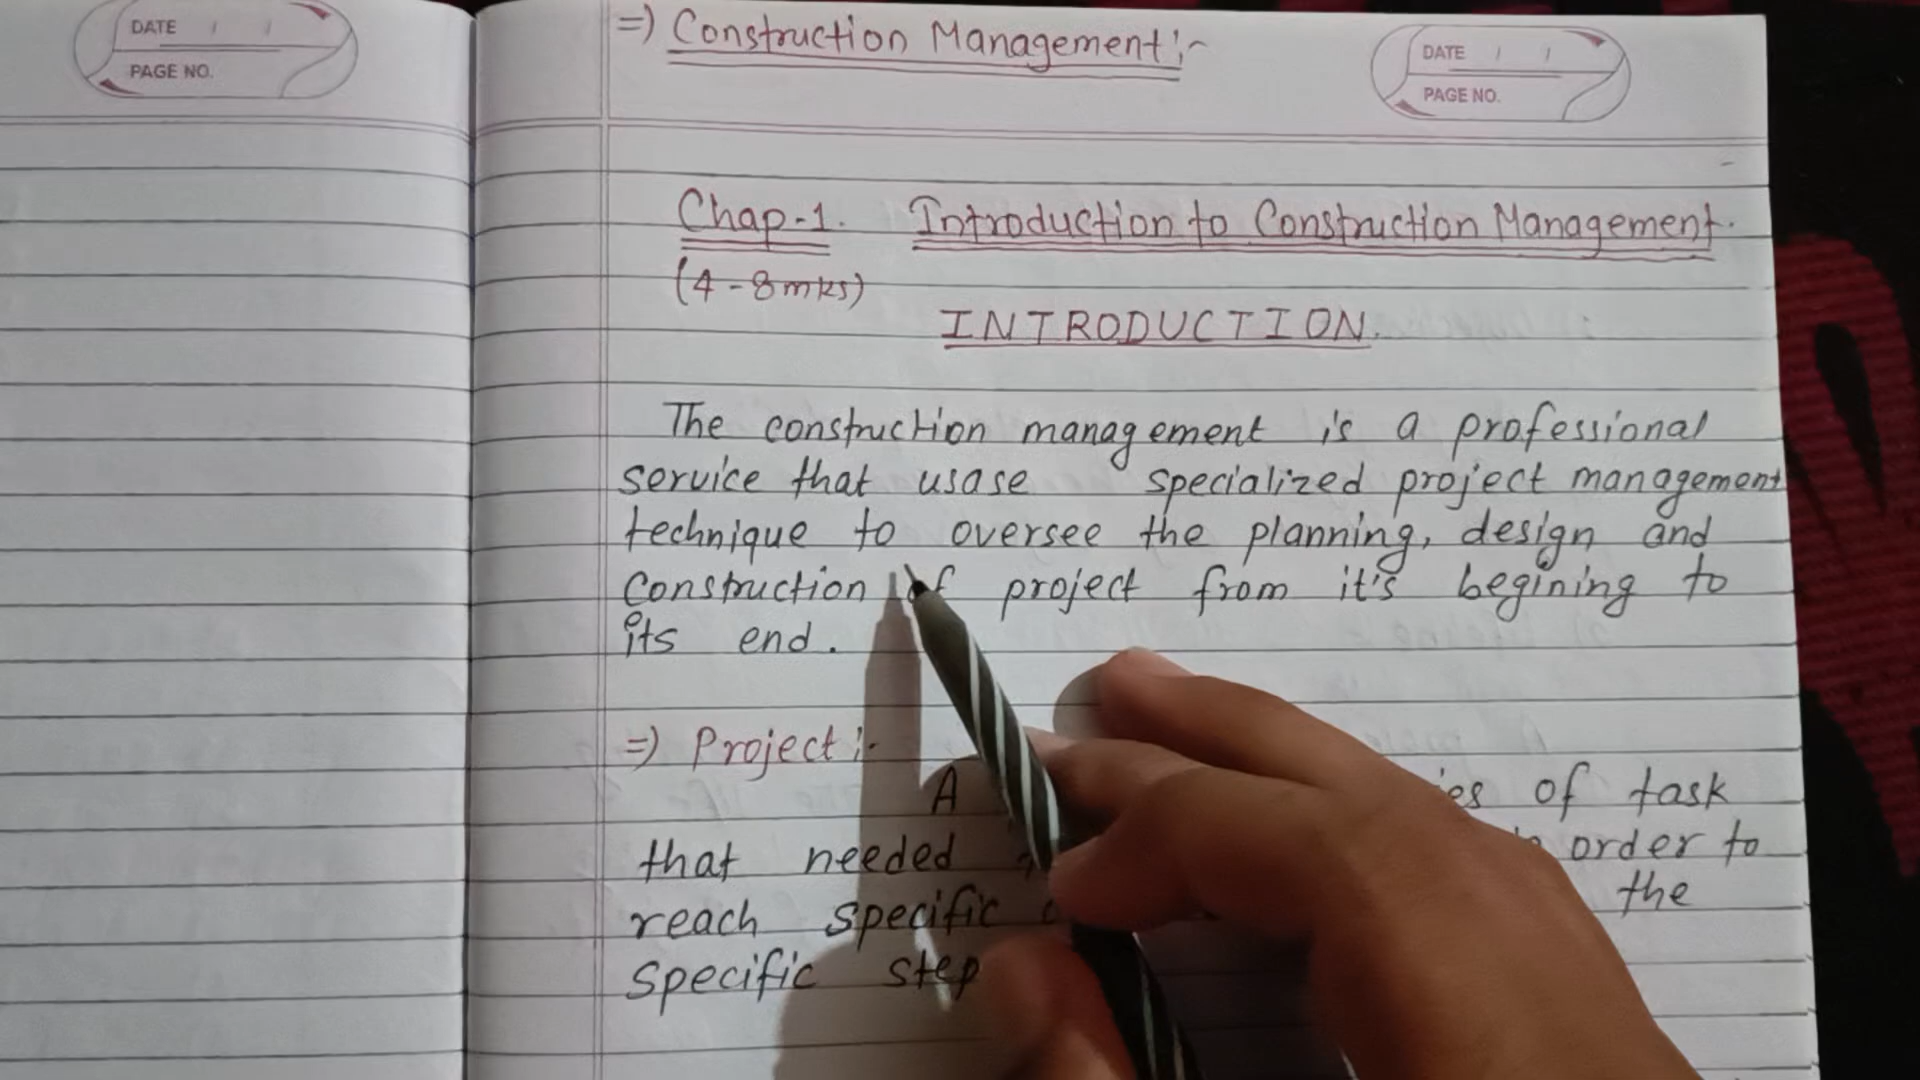 DATE / /
PAGE NO.
=) Construction Management :-
DATE / /
PAGE NO.
Chap-1. Introduction to Construction Management.
(4-8mks)
INTRODUCTION.
The construction management is a professional
service that usase specialized project management
technique to oversee the planning, design and
Construction of project from it's begining to
its end.
=) Project :-
A of task
that needed order to
reach specific the
specific step